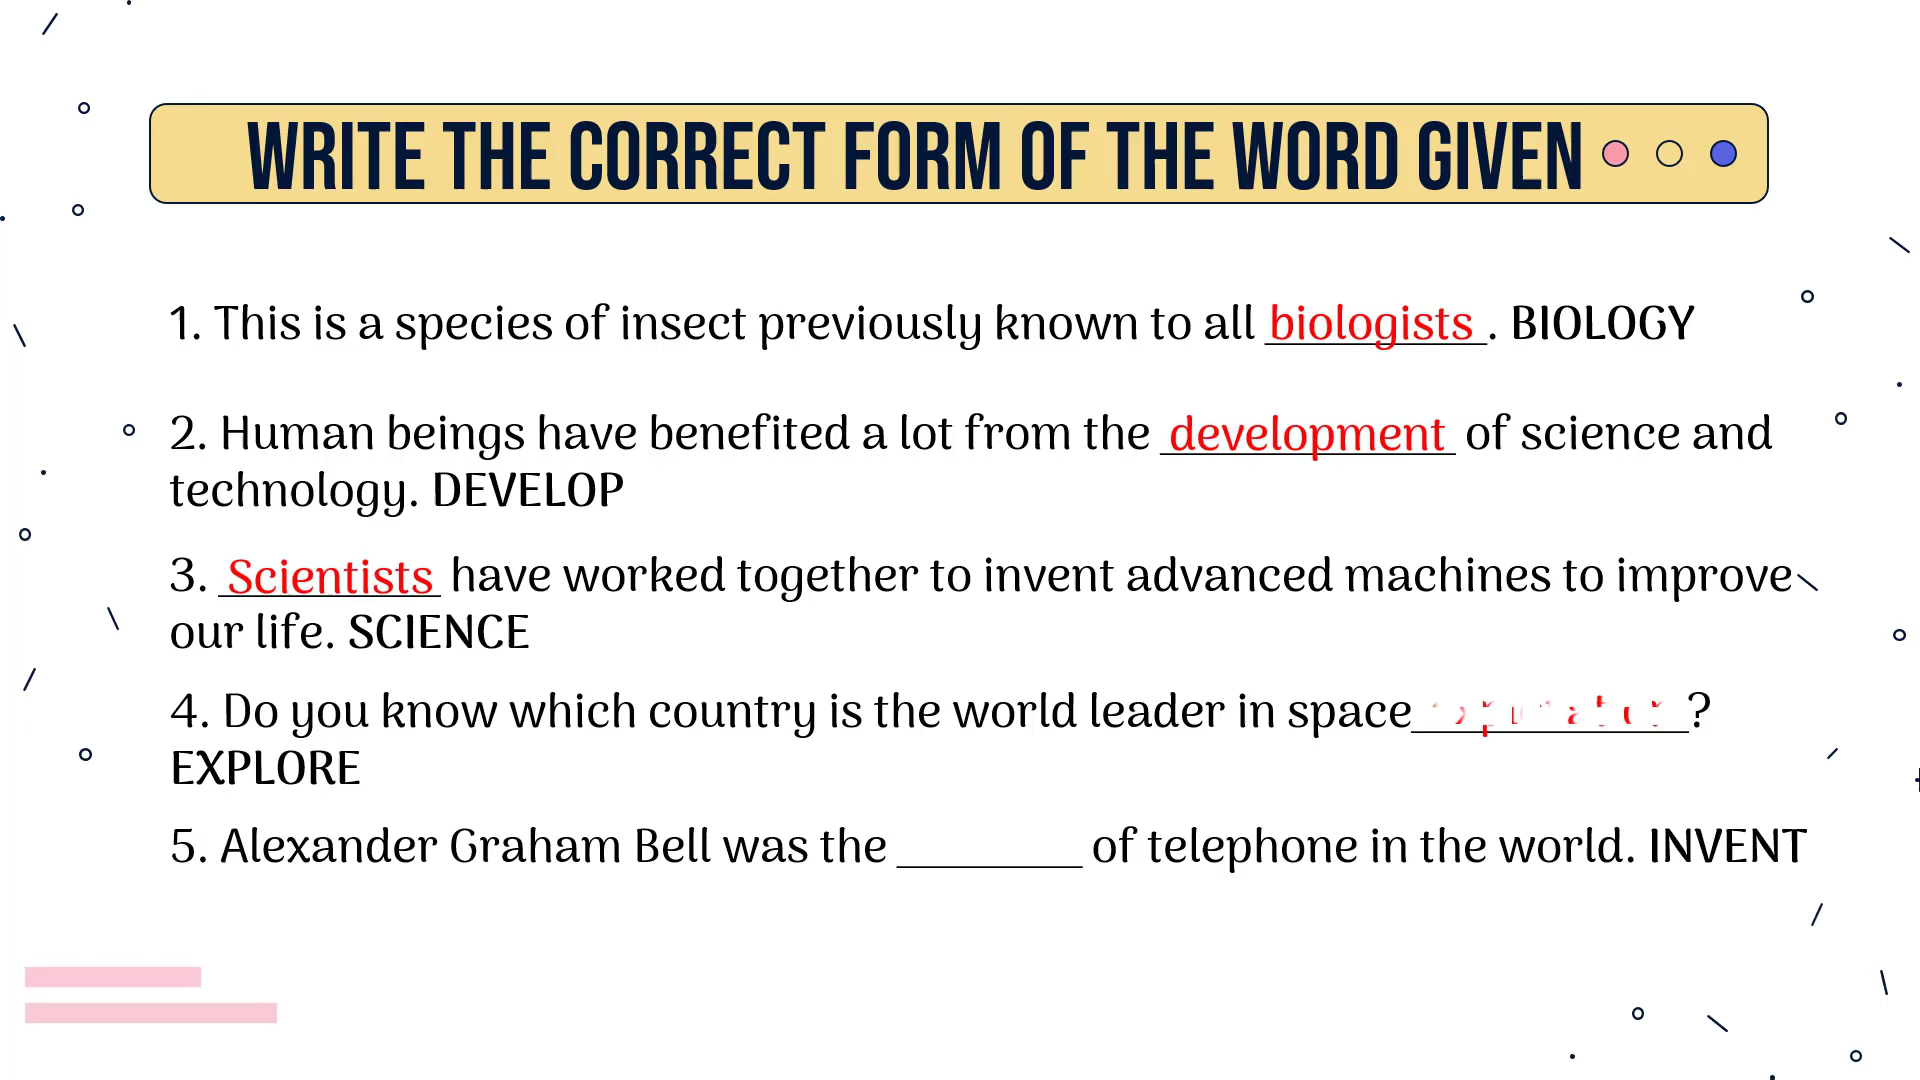 WRITE THE CORRECT FORM OF THE WORD GIVEN
1. This is a species of insect previously known to all biologists. BIOLOGY
2. Human beings have benefited a lot from the development of science and
technology. DEVELOP
3. Scientists have worked together to invent advanced machines to improve
our life. SCIENCE
4. Do you know which country is the world leader in space__________?
EXPLORE
5. Alexander Graham Bell was the ________ of telephone in the world. INVENT